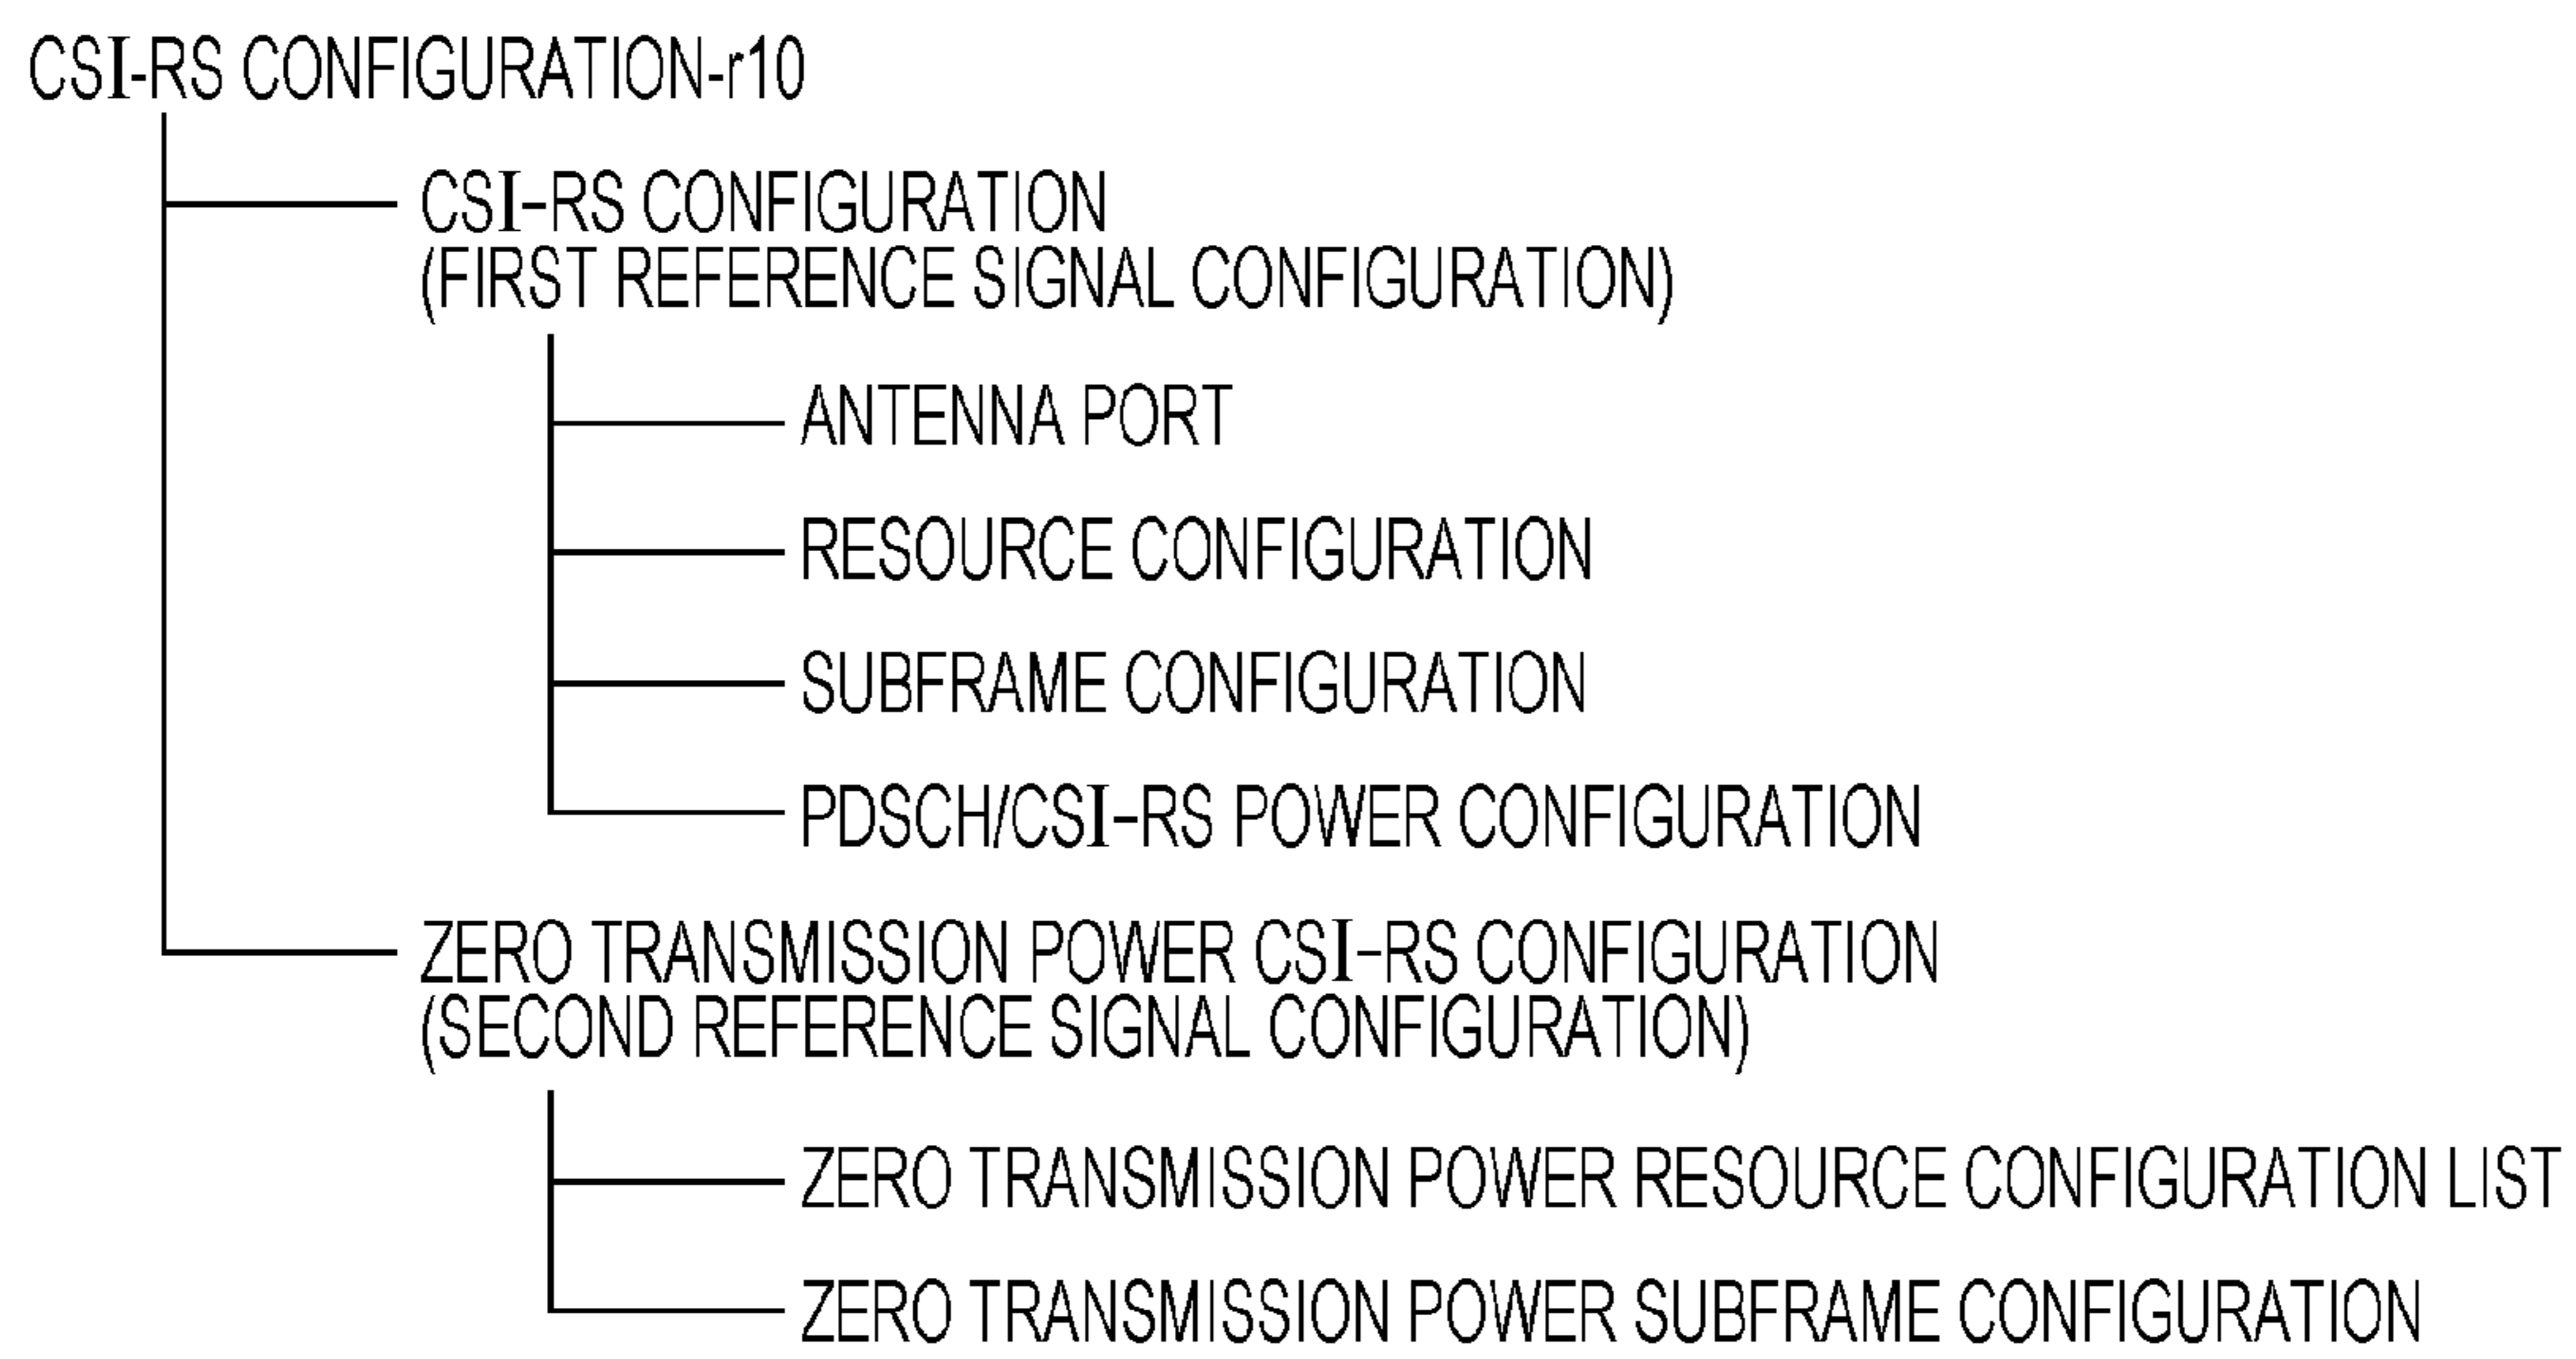 CSI-RS CONFIGURATION-r10
CSI-RS CONFIGURATION
(FIRST REFERENCE SIGNAL CONFIGURATION)
ANTENNA PORT
RESOURCE CONFIGURATION
SUBFRAME CONFIGURATION
PDSCH/CSI-RS POWER CONFIGURATION
ZERO TRANSMISSION POWER CSI-RS CONFIGURATION
(SECOND REFERENCE SIGNAL CONFIGURATION)
ZERO TRANSMISSION POWER RESOURCE CONFIGURATION LIST
ZERO TRANSMISSION POWER SUBFRAME CONFIGURATION